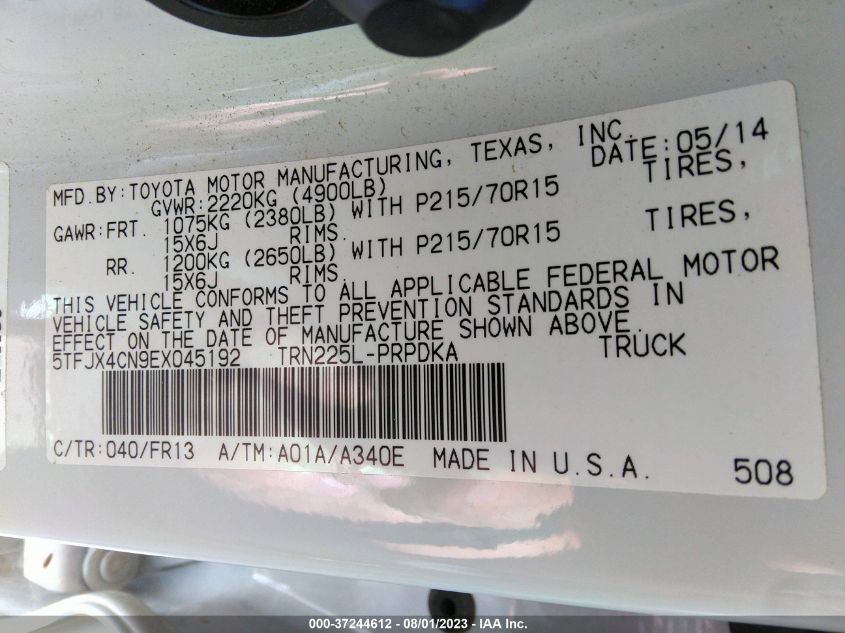 MFD.BY:TOYOTA MOTOR MANUFACTURING, TEXAS, INC. DATE:05/14
GVWR:2220KG (4900LB)
GAWR:FRT. 1075KG (2380LB) WITH P215/70R15 TIRES,
15X6J RIMS.
RR. 1200KG (2650LB) WITH P215/70R15 TIRES,
15X6J RIMS.
THIS VEHICLE CONFORMS TO ALL APPLICABLE FEDERAL MOTOR
VEHICLE SAFETY AND THEFT PREVENTION STANDARDS IN
EFFECT ON THE DATE OF MANUFACTURE SHOWN ABOVE.
5TFJX4CN9EX045192 TRN225L-PRPDKA TRUCK
C/TR:040/FR13 A/TM:A01A/A340E MADE IN U.S.A. 508
000-37244612 - 08/01/2023 - IAA Inc.